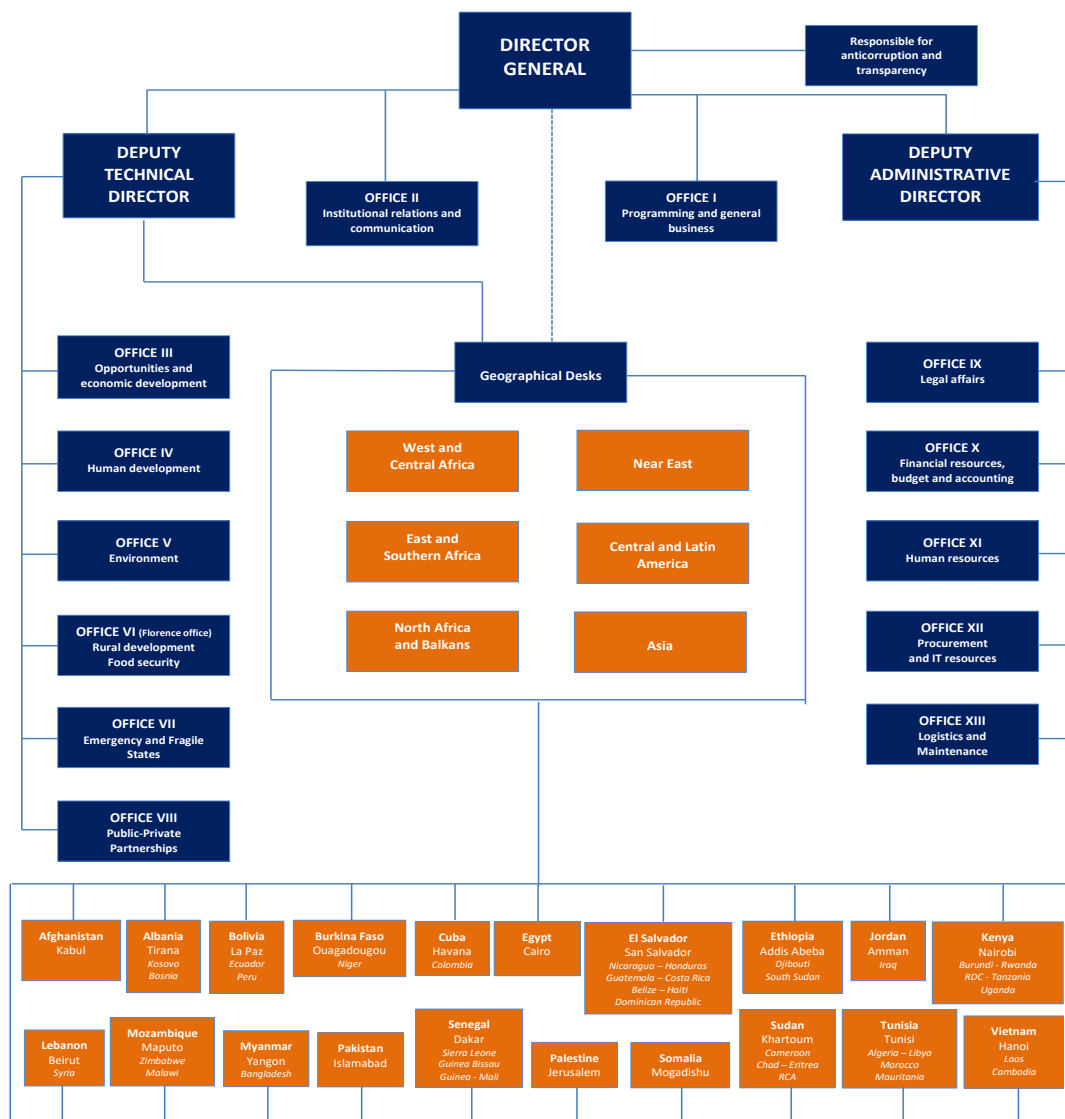 DIRECTOR
GENERAL
Responsible for
anticorruption and
transparency
DEPUTY
TECHNICAL
DIRECTOR
OFFICE II
Institutional relations and
communication
OFFICE I
Programming and general
business
DEPUTY
ADMINISTRATIVE
DIRECTOR
OFFICE III
Opportunities and
economic development
OFFICE IV
Human development
OFFICE V
Environment
OFFICE VI (Florence office)
Rural development
Food security
OFFICE VII
Emergency and Fragile
States
OFFICE VIII
Public-Private
Partnerships
Geographical Desks
West and
Central Africa
Near East
East and
Southern Africa
Central and Latin
America
North Africa
and Balkans
Asia
OFFICE IX
Legal affairs
OFFICE X
Financial resources,
budget and accounting
OFFICE XI
Human resources
OFFICE XII
Procurement
and IT resources
OFFICE XIII
Logistics and
Maintenance
Afghanistan
Kabul
Albania
Tirana
Kosovo
Bosnia
Bolivia
La Paz
Ecuador
Peru
Burkina Faso
Ouagadougou
Niger
Cuba
Havana
Colombia
Egypt
Cairo
El Salvador
San Salvador
Nicaragua – Honduras
Guatemala – Costa Rica
Belize – Haiti
Dominican Republic
Ethiopia
Addis Abeba
Djibouti
South Sudan
Jordan
Amman
Iraq
Kenya
Nairobi
Burundi - Rwanda
RDC - Tanzania
Uganda
Lebanon
Beirut
Syria
Mozambique
Maputo
Zimbabwe
Malawi
Myanmar
Yangon
Bangladesh
Pakistan
Islamabad
Senegal
Dakar
Sierra Leone
Guinea Bissau
Guinea - Mali
Palestine
Jerusalem
Somalia
Mogadishu
Sudan
Khartoum
Cameroon
Chad – Eritrea
RCA
Tunisia
Tunisi
Algeria – Libya
Morocco
Mauritania
Vietnam
Hanoi
Laos
Cambodia